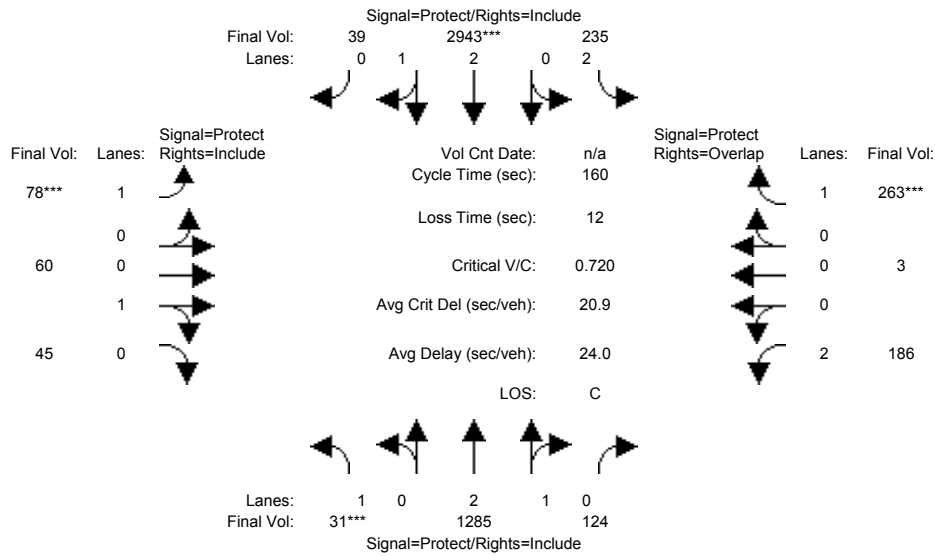 Signal=Protect/Rights=Include
Final Vol: 39 2943*** 235
Lanes: 0 1 2 0 2
Signal=Protect Signal=Protect
Final Vol: Lanes: Rights=Include Vol Cnt Date: n/a Rights=Overlap Lanes: Final Vol:
Cycle Time (sec): 160
78*** 1 1 263***
Loss Time (sec): 12
0 0
60 0 Critical V/C: 0.720 0 3
1 Avg Crit Del (sec/veh): 20.9 0
45 0 Avg Delay (sec/veh): 24.0 2 186
LOS: C
Lanes: 1 0 2 1 0
Final Vol: 31*** 1285 124
Signal=Protect/Rights=Include